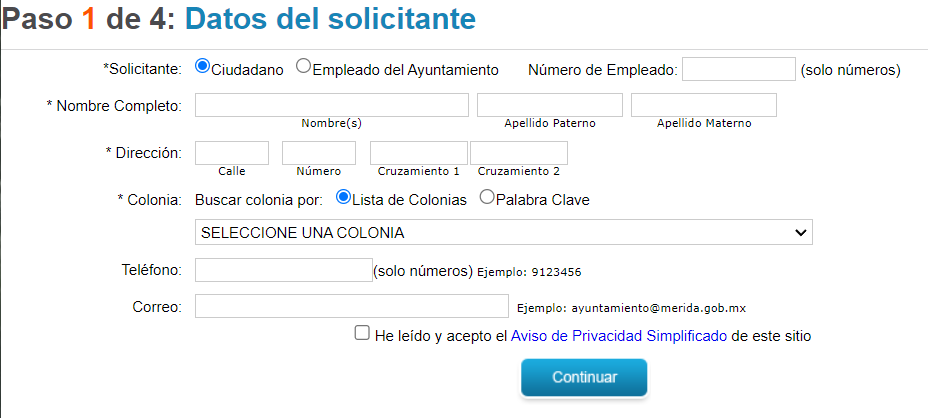 Paso 1 de 4: Datos del solicitante
*Solicitante: Ciudadano Empleado del Ayuntamiento Número de Empleado: (solo números)
* Nombre Completo:
Nombre(s) Apellido Paterno Apellido Materno
* Dirección:
Calle Número Cruzamiento 1 Cruzamiento 2
* Colonia: Buscar colonia por: Lista de Colonias Palabra Clave
SELECCIONE UNA COLONIA
Teléfono: (solo números) Ejemplo: 9123456
Correo: Ejemplo: ayuntamiento@merida.gob.mx
He leído y acepto el Aviso de Privacidad Simplificado de este sitio
Continuar